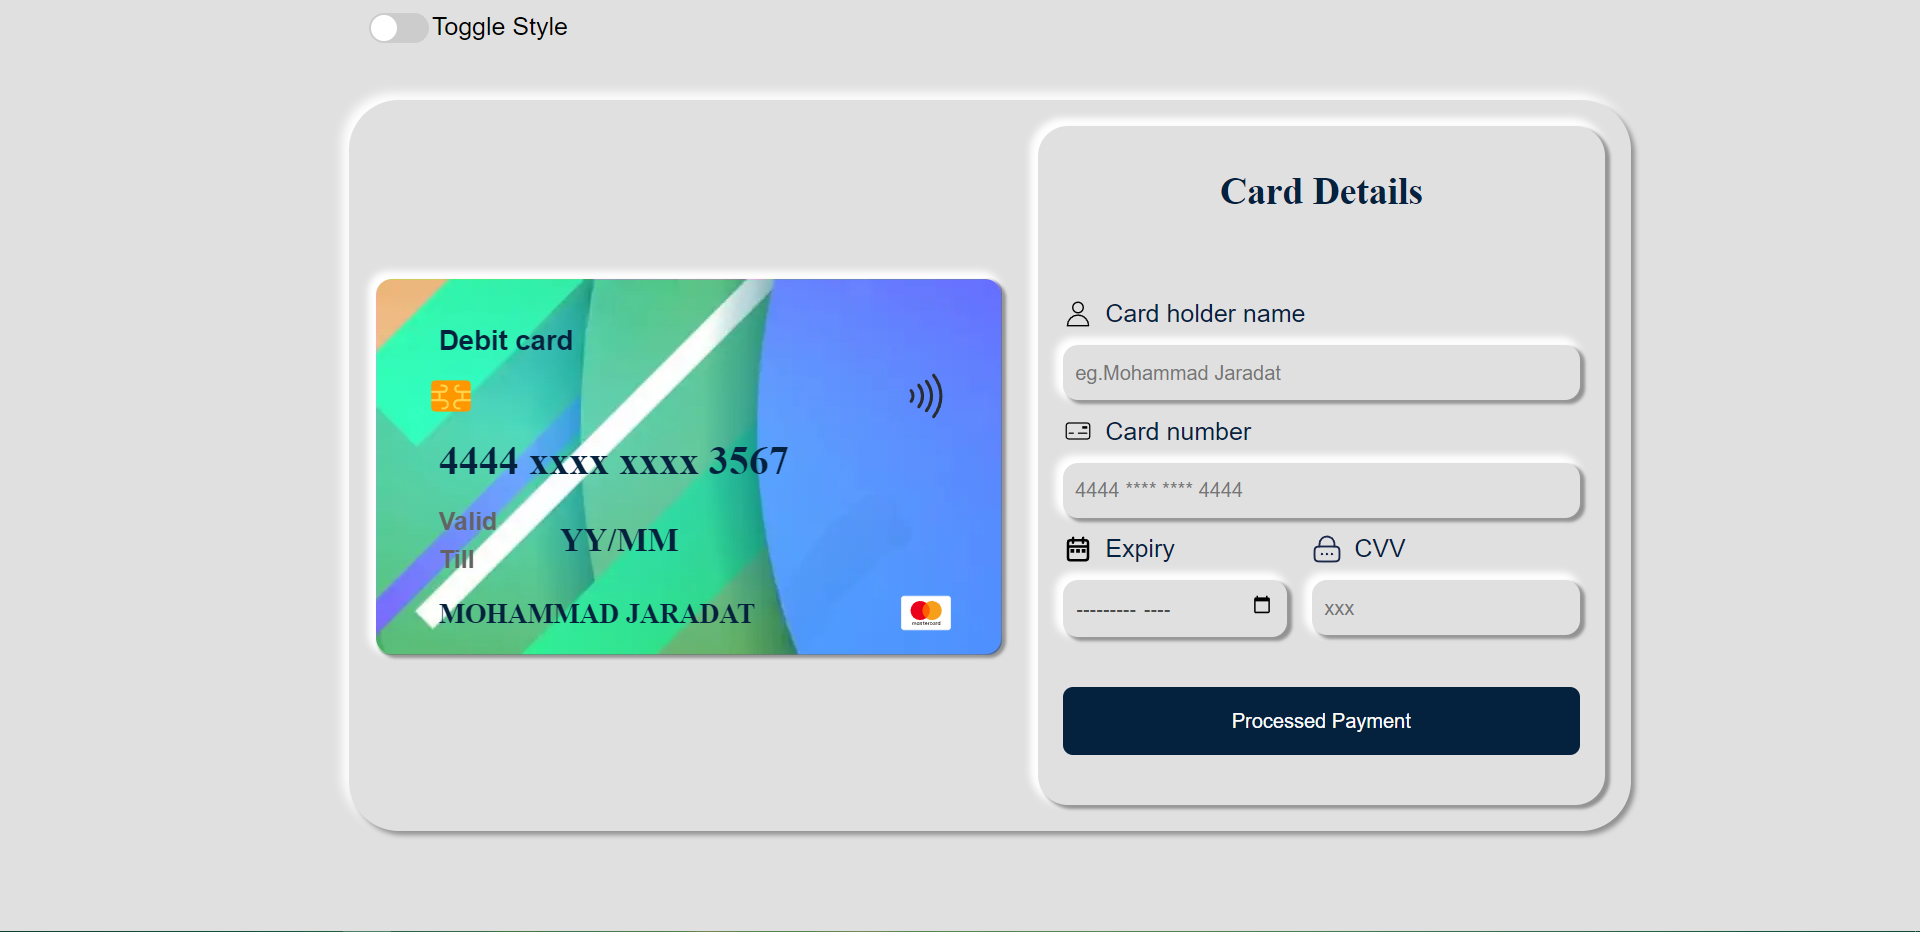 Toggle Style
Card Details
Card holder name
eg.Mohammad Jaradat
Card number
4444 **** **** 4444
Expiry
CVV
--------- ----
xxx
Processed Payment
Debit card
4444 xxxx xxxx 3567
Valid
Till
YY/MM
MOHAMMAD JARADAT
mastercard